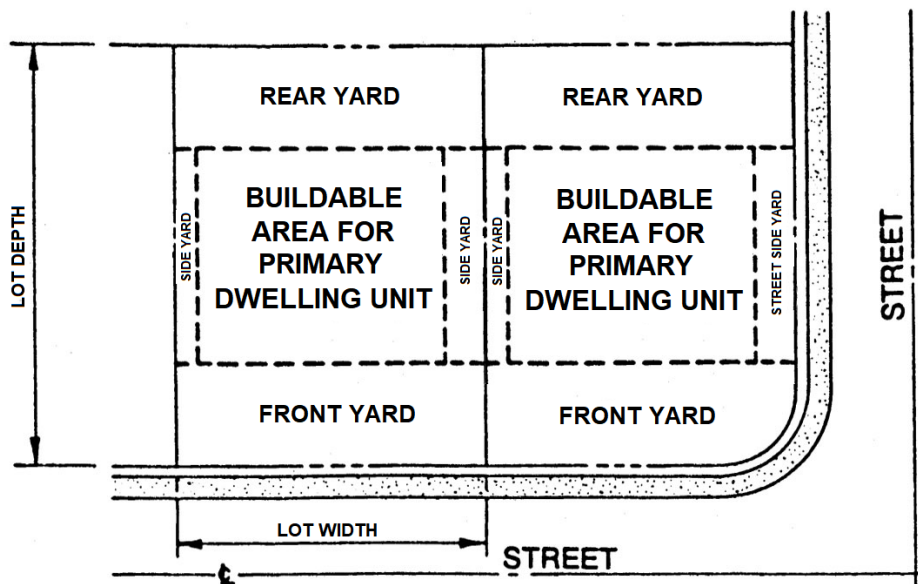 REAR YARD
REAR YARD
LOT DEPTH
SIDE YARD
BUILDABLE
AREA FOR
PRIMARY
DWELLING UNIT
SIDE YARD
SIDE YARD
BUILDABLE
AREA FOR
PRIMARY
DWELLING UNIT
STREET SIDE YARD
STREET
FRONT YARD
FRONT YARD
LOT WIDTH
STREET
℄